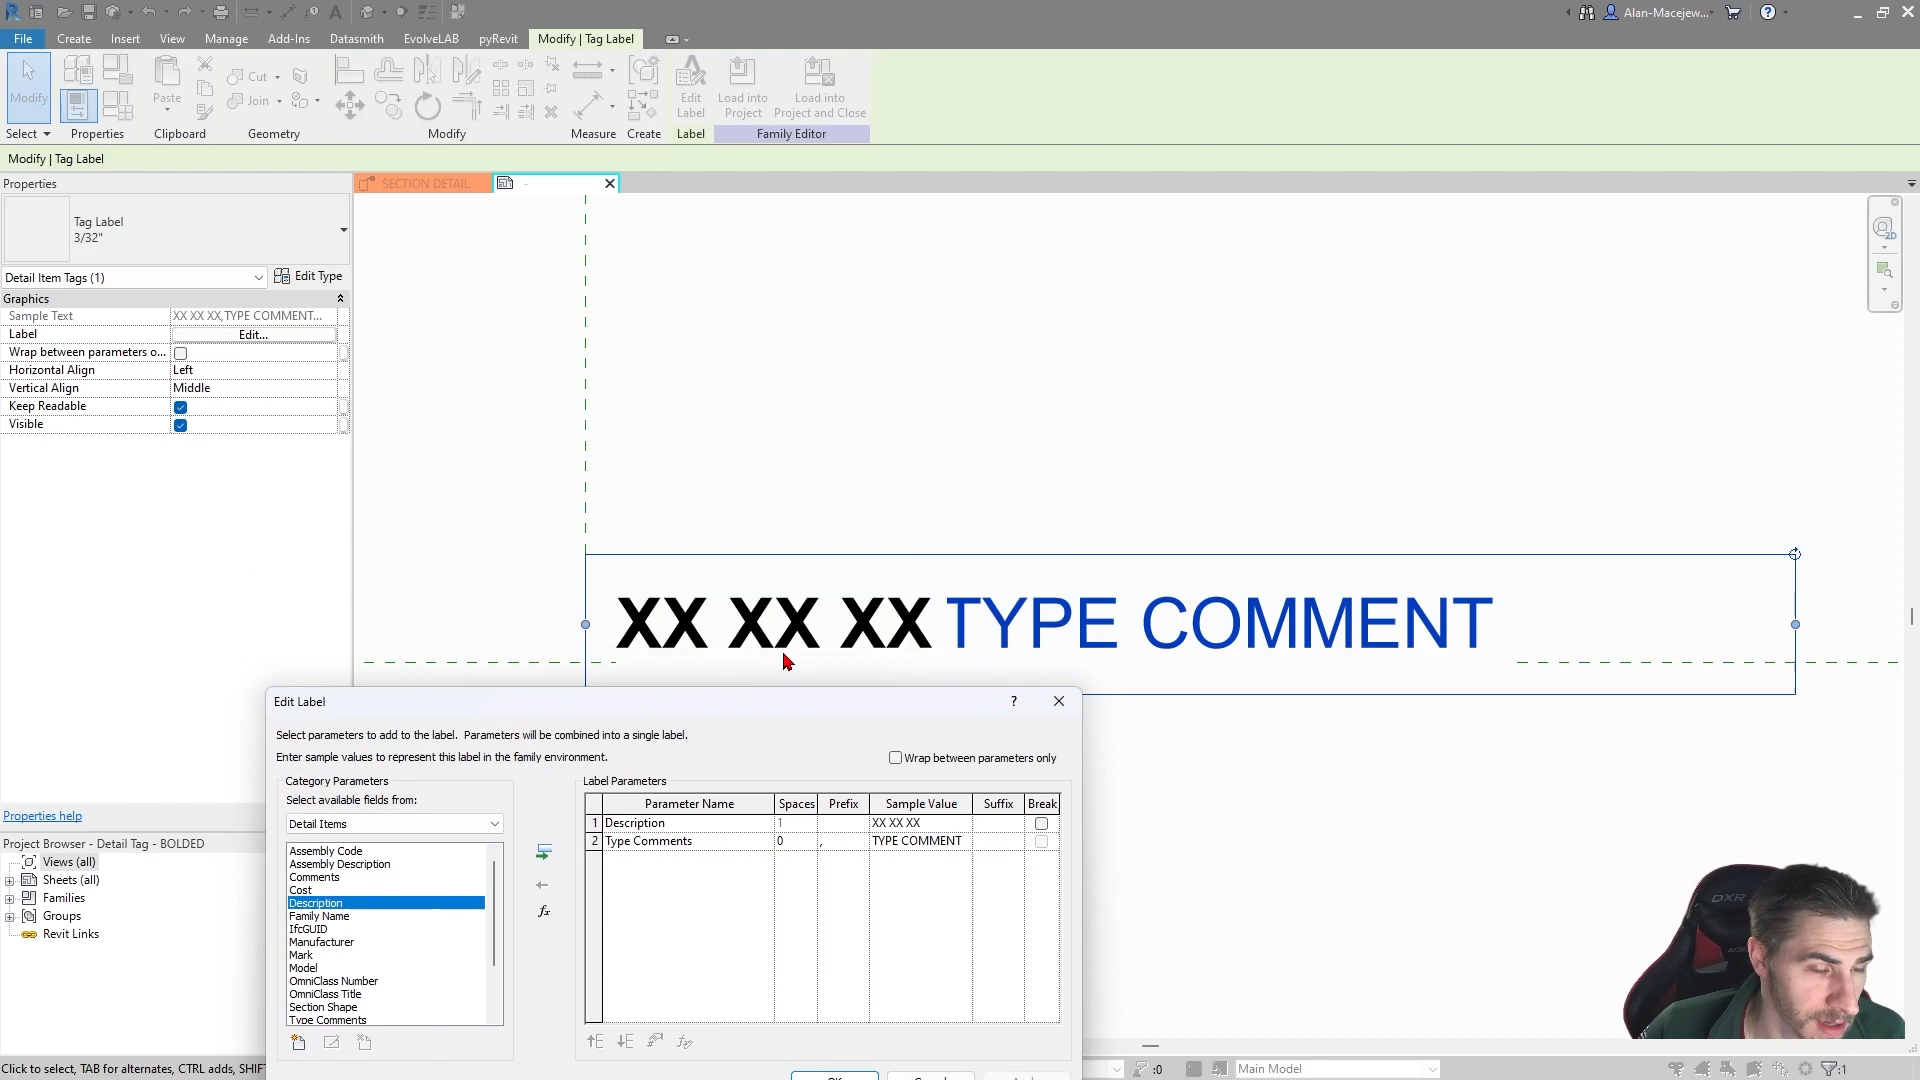 Alan-Macejew...
File Create Insert View Manage Add-Ins Datasmith EvolveLAB pyRevit Modify | Tag Label
Modify
Paste
Cut
Join
Edit Label
Load into Project
Load into Project and Close
Select Properties Clipboard Geometry Modify Measure Create Label Family Editor
Modify | Tag Label
Properties
SECTION DETAIL
-
Tag Label
3/32"
Detail Item Tags (1)
Edit Type
Graphics
Sample Text XX XX XX,TYPE COMMENT...
Label Edit...
Wrap between parameters o...
Horizontal Align Left
Vertical Align Middle
Keep Readable
Visible
2D
XX XX XX TYPE COMMENT
Properties help
Project Browser - Detail Tag - BOLDED
Views (all)
Sheets (all)
Families
Groups
Revit Links
Edit Label
?
Select parameters to add to the label. Parameters will be combined into a single label.
Enter sample values to represent this label in the family environment.
Wrap between parameters only
Category Parameters
Select available fields from:
Detail Items
Assembly Code
Assembly Description
Comments
Cost
Description
Family Name
IfcGUID
Manufacturer
Mark
Model
OmniClass Number
OmniClass Title
Section Shape
Type Comments
fx
Label Parameters
Parameter Name Spaces Prefix Sample Value Suffix Break
1 Description 1 XX XX XX
2 Type Comments 0 , TYPE COMMENT
DXR
Click to select, TAB for alternates, CTRL adds, SHIF
:0
Main Model
:1